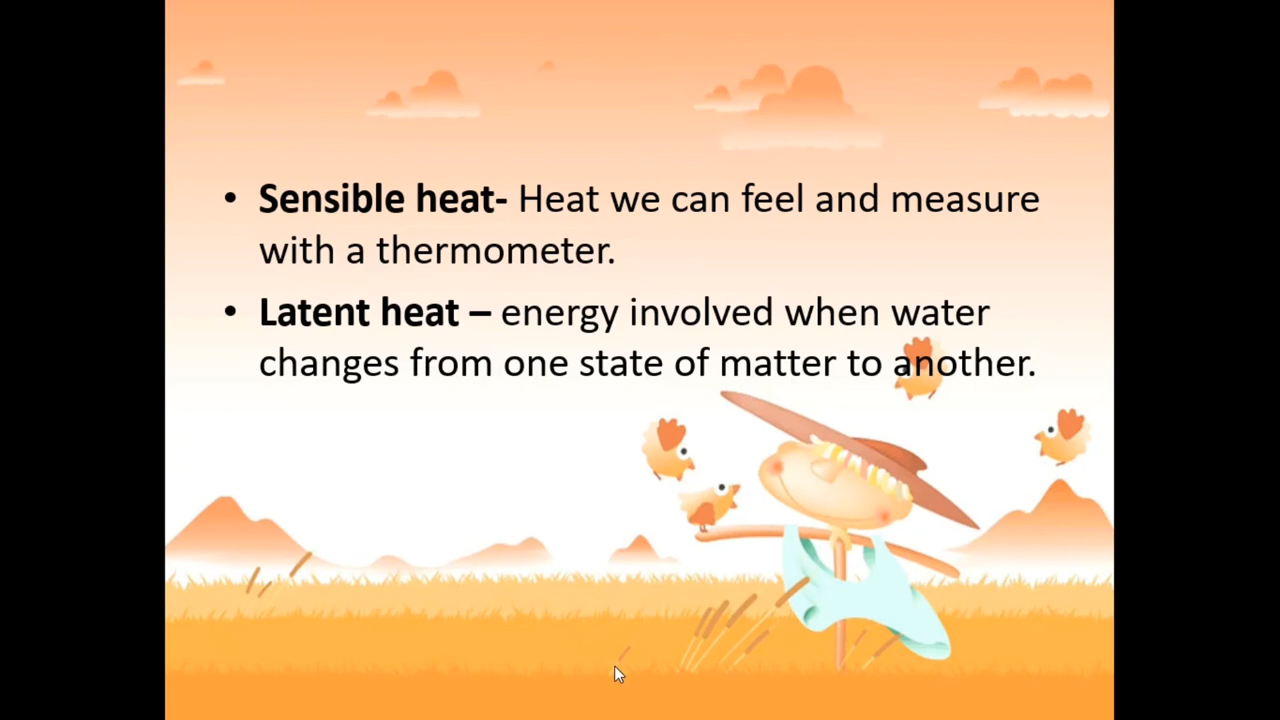 • Sensible heat- Heat we can feel and measure
with a thermometer.
• Latent heat – energy involved when water
changes from one state of matter to another.